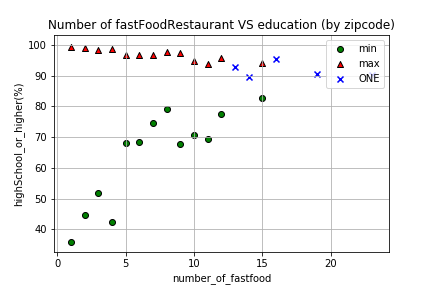 Number of fastFoodRestaurant VS education (by zipcode)
highSchool_or_higher(%)
100
90
80
70
60
50
40
0
5
10
15
20
number_of_fastfood
min
max
ONE